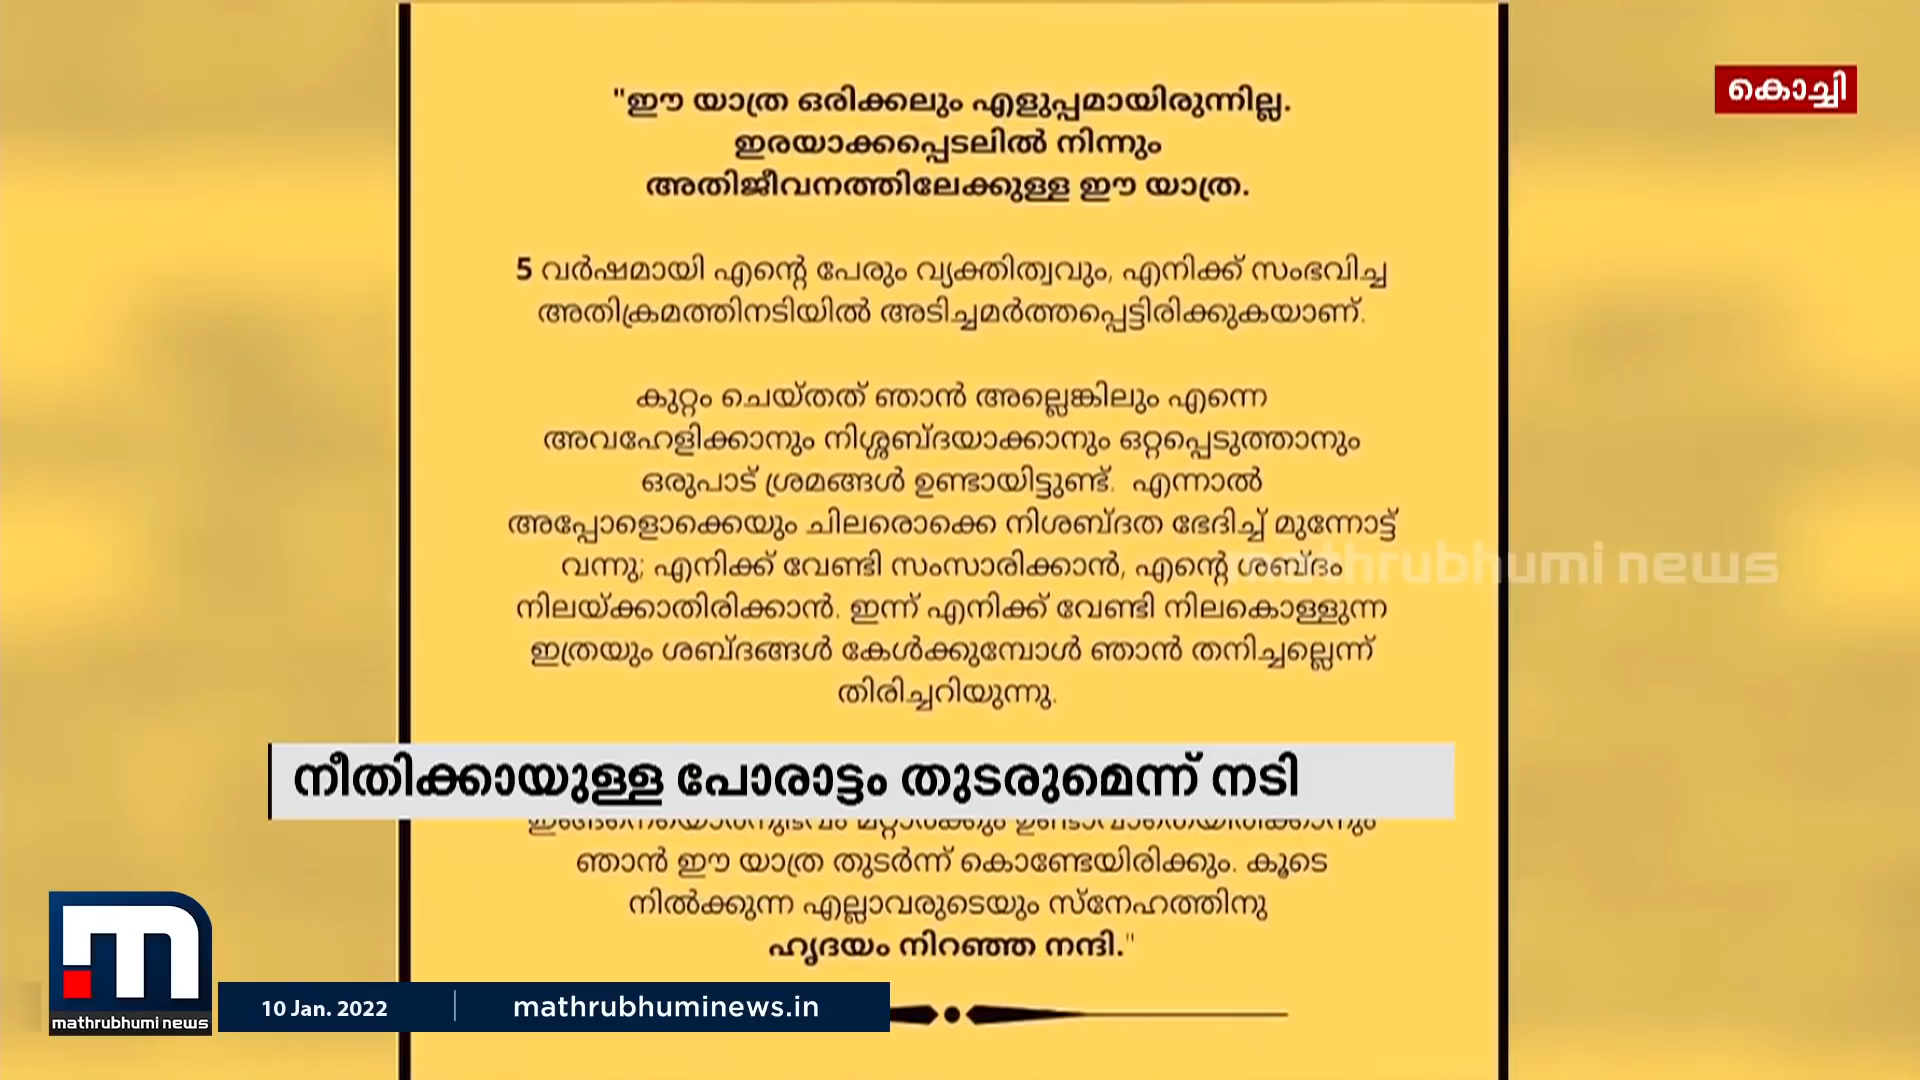 "ഈ യാത്ര ഒരിക്കലും എളുപ്പമായിരുന്നില്ല.
ഇരയാക്കപ്പെടലിൽ നിന്നും
അതിജീവനത്തിലേക്കുള്ള ഈ യാത്ര.
കൊച്ചി
5 വർഷമായി എന്റെ പേരും വ്യക്തിത്വവും, എനിക്ക് സംഭവിച്ച
അതിക്രമത്തിനടിയിൽ അടിച്ചമർത്തപ്പെട്ടിരിക്കുകയാണ്.
കുറ്റം ചെയ്തത് ഞാൻ അല്ലെങ്കിലും എന്നെ
അവഹേളിക്കാനും നിശ്ശബ്ദയാക്കാനും ഒറ്റപ്പെടുത്താനും
ഒരുപാട് ശ്രമങ്ങൾ ഉണ്ടായിട്ടുണ്ട്. എന്നാൽ
അപ്പോളൊക്കെയും ചിലരൊക്കെ നിശബ്ദത ഭേദിച്ച് മുന്നോട്ട്
വന്നു; എനിക്ക് വേണ്ടി സംസാരിക്കാൻ, എന്റെ ശബ്ദം
mathrubhumi news
നിലയ്ക്കാതിരിക്കാൻ. ഇന്ന് എനിക്ക് വേണ്ടി നിലകൊള്ളുന്ന
ഇത്രയും ശബ്ദങ്ങൾ കേൾക്കുമ്പോൾ ഞാൻ തനിച്ചല്ലെന്ന്
തിരിച്ചറിയുന്നു.
നീതിക്കായുള്ള പോരാട്ടം തുടരുമെന്ന് നടി
ഞാൻ ഈ യാത്ര തുടർന്ന് കൊണ്ടേയിരിക്കും. കൂടെ
നിൽക്കുന്ന എല്ലാവരുടെയും സ്നേഹത്തിനു
ഹൃദയം നിറഞ്ഞ നന്ദി."
mathrubhumi news
10 Jan. 2022
mathrubhuminews.in